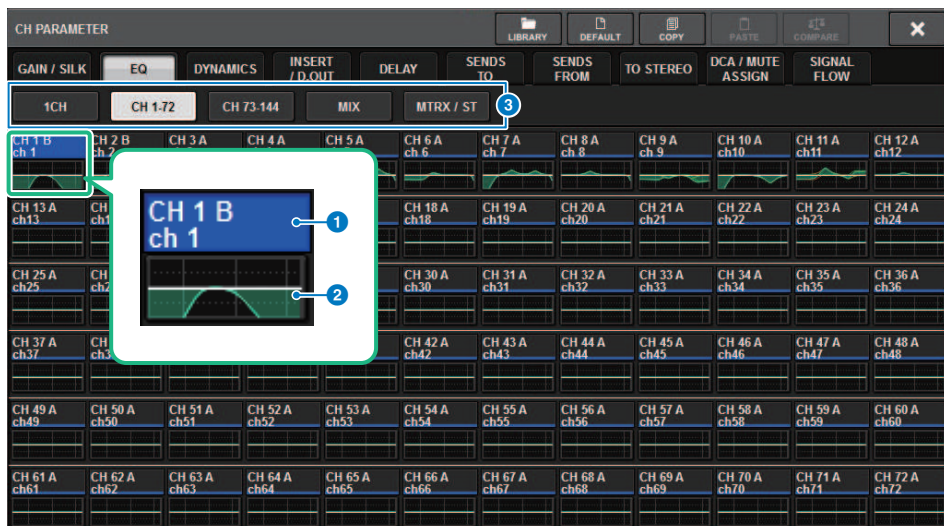 CH PARAMETER
LIBRARY
DEFAULT
COPY
PASTE
COMPARE
GAIN / SILK
EQ
DYNAMICS
INSERT
/ D.OUT
DELAY
SENDS
TO
SENDS
FROM
TO STEREO
DCA / MUTE
ASSIGN
SIGNAL
FLOW
1CH
CH 1-72
CH 73-144
MIX
MTRX / ST
3
CH 1 B CH 2 B CH 3 A CH 4 A CH 5 A CH 6 A CH 7 A CH 8 A CH 9 A CH 10 A CH 11 A CH 12 A
ch 1 ch 2 ch 6 ch 7 ch 8 ch 9 ch10 ch11 ch12
CH 1 B
ch 1
1
2
CH 13 A CH 18 A CH 19 A CH 20 A CH 21 A CH 22 A CH 23 A CH 24 A
ch13 ch18 ch19 ch20 ch21 ch22 ch23 ch24
CH 25 A CH 30 A CH 31 A CH 32 A CH 33 A CH 34 A CH 35 A CH 36 A
ch25 ch30 ch31 ch32 ch33 ch34 ch35 ch36
CH 37 A CH 42 A CH 43 A CH 44 A CH 45 A CH 46 A CH 47 A CH 48 A
ch37 ch42 ch43 ch44 ch45 ch46 ch47 ch48
CH 49 A CH 50 A CH 51 A CH 52 A CH 53 A CH 54 A CH 55 A CH 56 A CH 57 A CH 58 A CH 59 A CH 60 A
ch49 ch50 ch51 ch52 ch53 ch54 ch55 ch56 ch57 ch58 ch59 ch60
CH 61 A CH 62 A CH 63 A CH 64 A CH 65 A CH 66 A CH 67 A CH 68 A CH 69 A CH 70 A CH 71 A CH 72 A
ch61 ch62 ch63 ch64 ch65 ch66 ch67 ch68 ch69 ch70 ch71 ch72